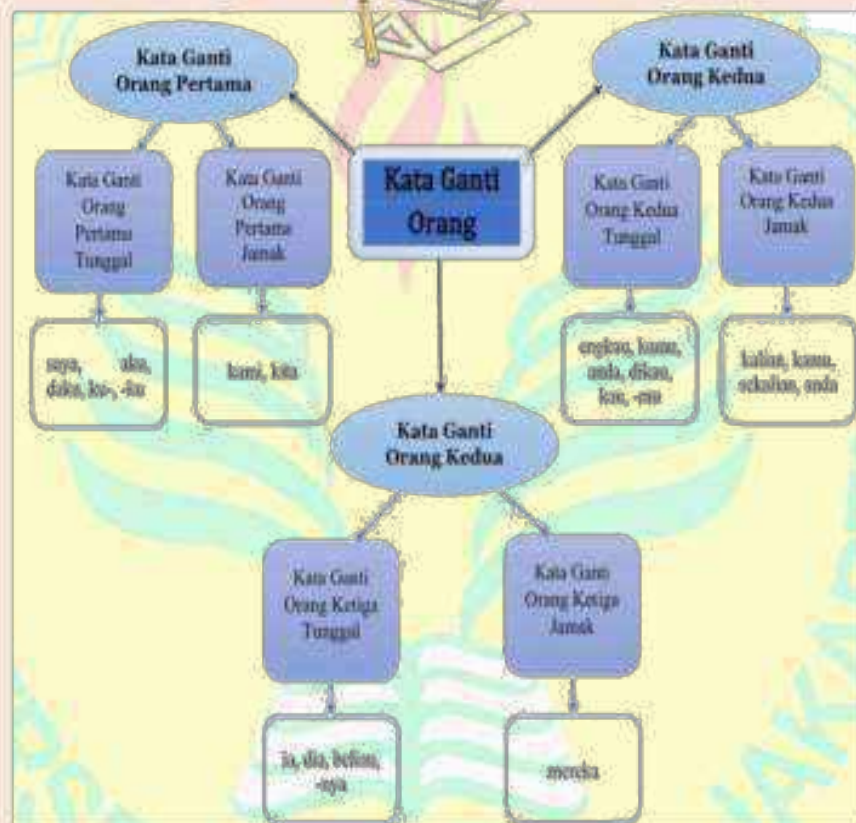 Kata Ganti
Orang Pertama
Kata Ganti
Orang Kedua
Kata Ganti
Orang
Kata Ganti
Orang
Pertama
Tunggal
Kata Ganti
Orang
Pertama
Jamak
Kata Ganti
Orang Kedua
Tunggal
Kata Ganti
Orang Kedua
Jamak
saya, aku,
daku, ku-, -ku
kami, kita
engkau, kamu,
anda, dikau,
kau, -mu
kalian, kamu
sekalian, anda
Kata Ganti
Orang Kedua
Kata Ganti
Orang Ketiga
Tunggal
Kata Ganti
Orang Ketiga
Jamak
ia, dia, beliau,
-nya
mereka